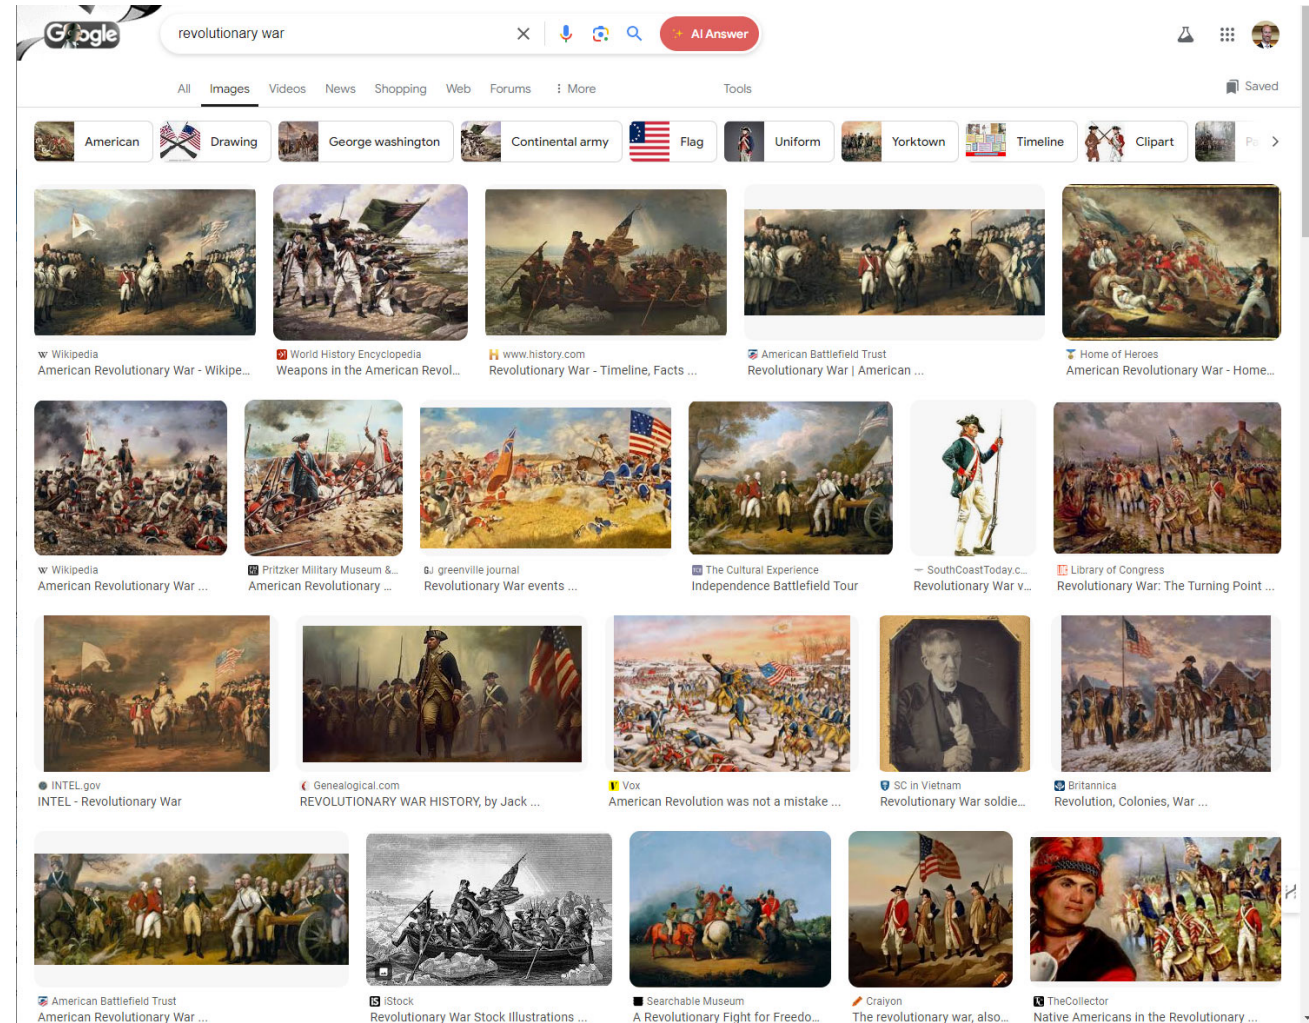 Google
revolutionary war
AI Answer
All Images Videos News Shopping Web Forums More Tools
Saved
American Drawing George washington Continental army Flag Uniform Yorktown Timeline Clipart
Wikipedia
American Revolutionary War - Wikipe...
World History Encyclopedia
Weapons in the American Revol...
www.history.com
Revolutionary War - Timeline, Facts ...
American Battlefield Trust
Revolutionary War | American ...
Home of Heroes
American Revolutionary War - Home...
Wikipedia
American Revolutionary War ...
Pritzker Military Museum &...
American Revolutionary ...
greenville journal
Revolutionary War events ...
The Cultural Experience
Independence Battlefield Tour
SouthCoastToday.c...
Revolutionary War v...
Library of Congress
Revolutionary War: The Turning Point ...
INTEL.gov
INTEL - Revolutionary War
Genealogical.com
REVOLUTIONARY WAR HISTORY, by Jack ...
Vox
American Revolution was not a mistake ...
SC in Vietnam
Revolutionary War soldie...
Britannica
Revolution, Colonies, War ...
American Battlefield Trust
American Revolutionary War ...
iStock
Revolutionary War Stock Illustrations ...
Searchable Museum
A Revolutionary Fight for Freedo...
Craiyon
The revolutionary war, also...
TheCollector
Native Americans in the Revolutionary ...